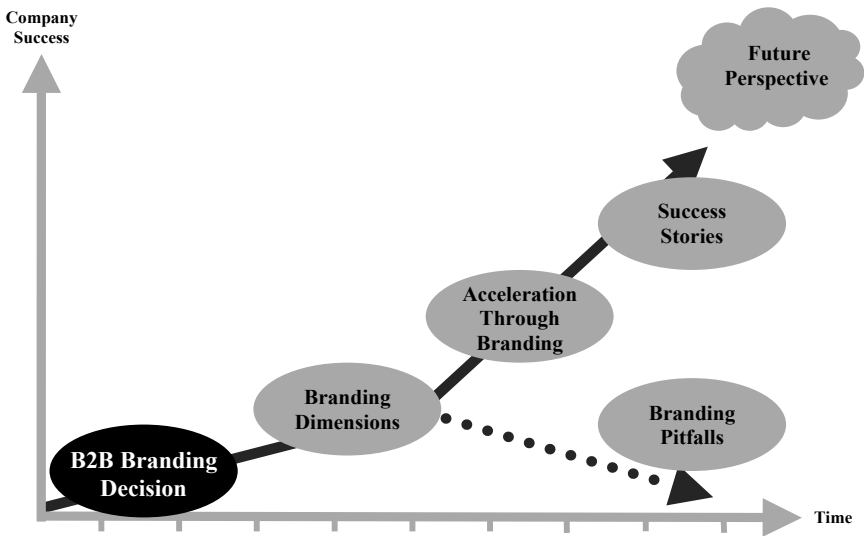 Company
Success
Future
Perspective
Success
Stories
Acceleration
Through
Branding
Branding
Dimensions
Branding
Pitfalls
B2B Branding
Decision
Time